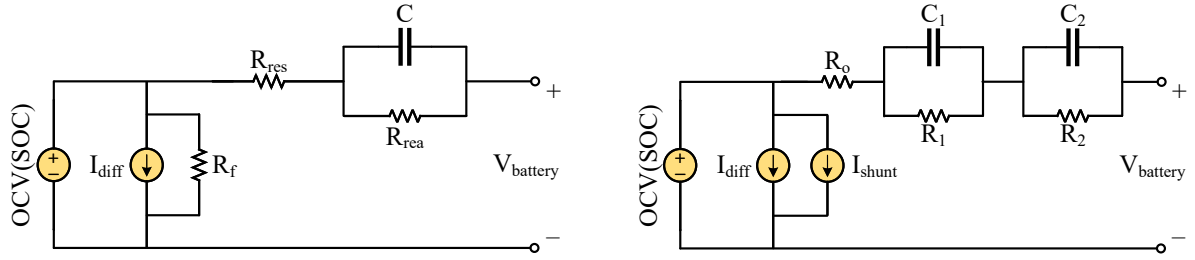 C
R_res
R_rea
+
OCV(SOC)
+
−
I_diff
R_f
V_battery
−
C_1
C_2
R_o
R_1
R_2
+
OCV(SOC)
+
−
I_diff
I_shunt
V_battery
−